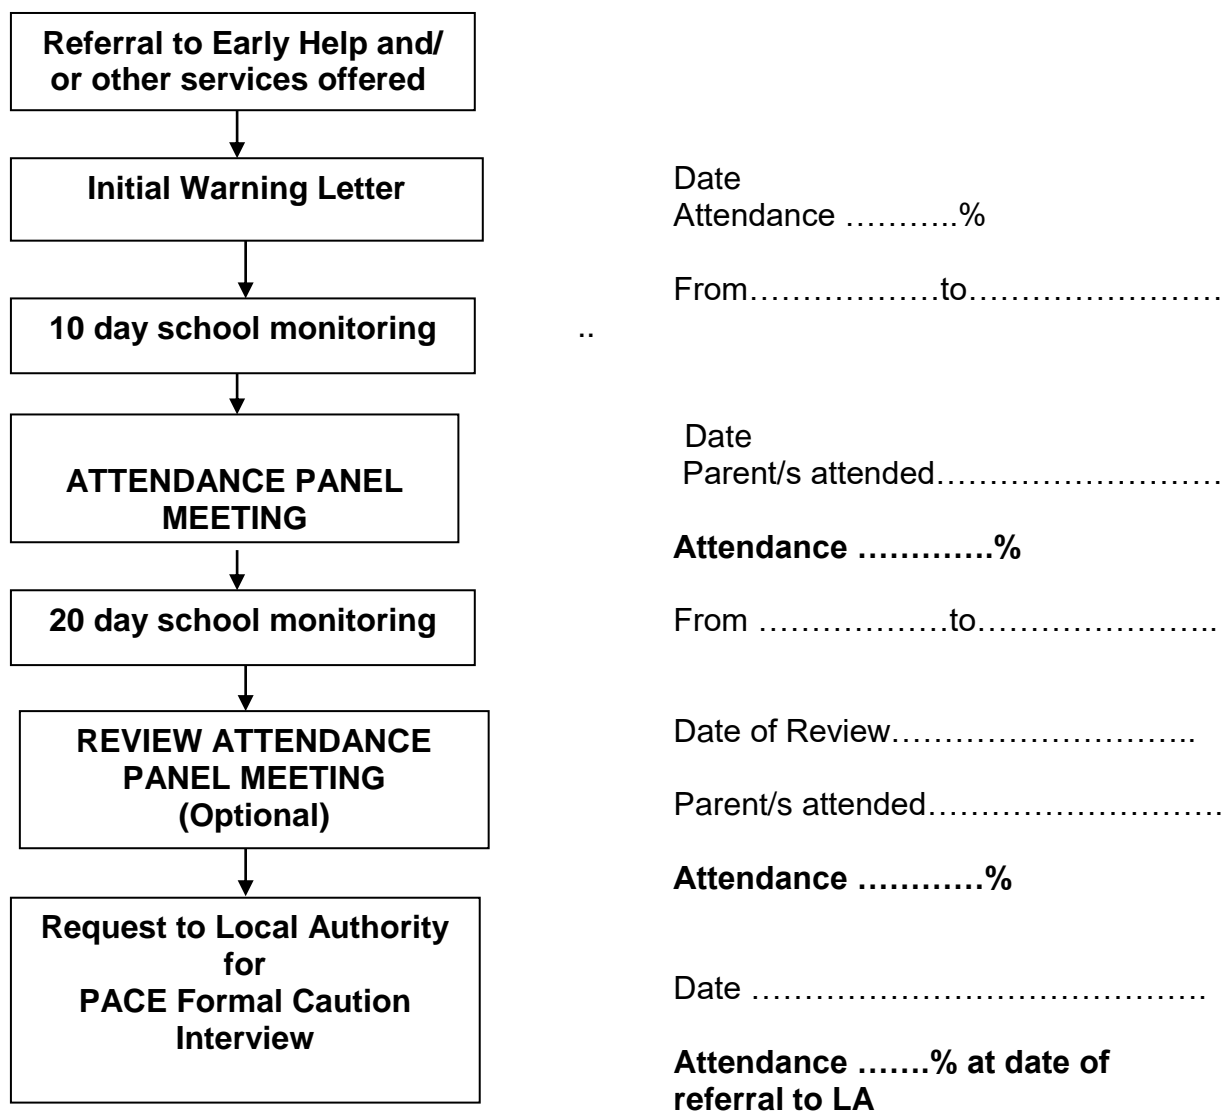 Referral to Early Help and/
or other services offered
Initial Warning Letter
Date
Attendance ………..%
From………………to……………………
10 day school monitoring
..
ATTENDANCE PANEL
MEETING
Date
Parent/s attended………………………
Attendance ………….%
20 day school monitoring
From ………………to…………………..
REVIEW ATTENDANCE
PANEL MEETING
(Optional)
Date of Review………………………..
Parent/s attended……………………….
Attendance …………%
Request to Local Authority
for
PACE Formal Caution
Interview
Date …………………………………….
Attendance …….% at date of
referral to LA